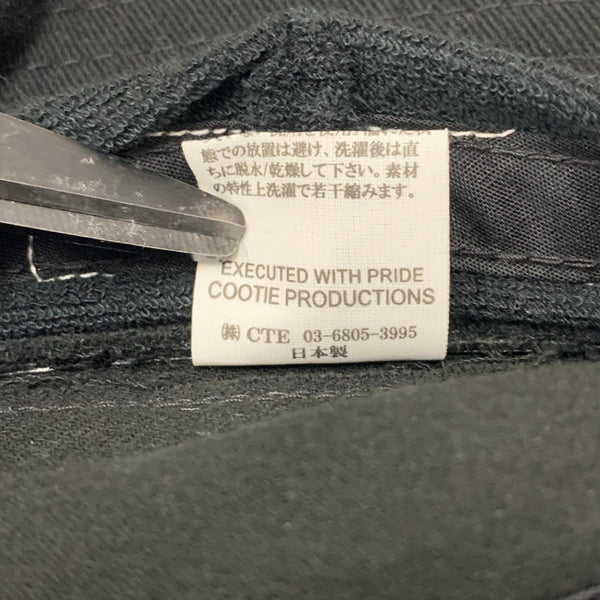 態での放置は避け、洗濯後は直
ちに脱水/乾燥して下さい。素材
の特性上洗濯で若干縮みます。
EXECUTED WITH PRIDE
COOTIE PRODUCTIONS
㈱ CTE 03-6805-3995
日本製